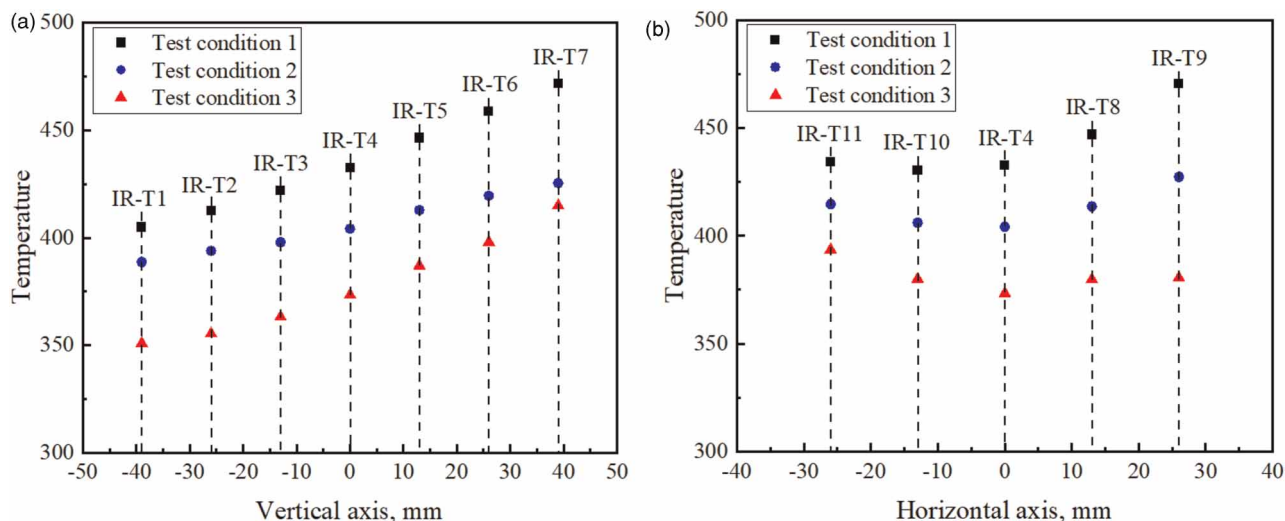 (a)
500
450
400
350
300
Temperature
Test condition 1
Test condition 2
Test condition 3
IR-T1
IR-T2
IR-T3
IR-T4
IR-T5
IR-T6
IR-T7
-50 -40 -30 -20 -10 0 10 20 30 40 50
Vertical axis, mm
(b)
500
450
400
350
300
Temperature
Test condition 1
Test condition 2
Test condition 3
IR-T11
IR-T10
IR-T4
IR-T8
IR-T9
-40 -30 -20 -10 0 10 20 30 40
Horizontal axis, mm